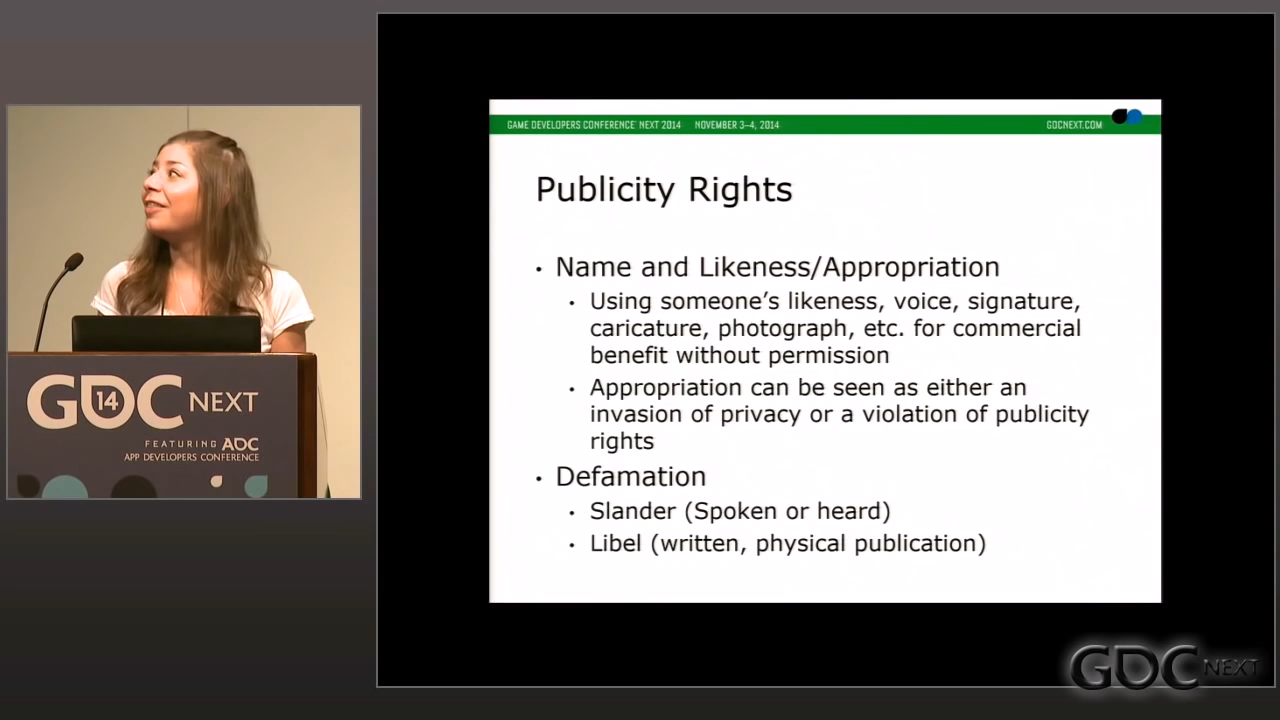 GAME DEVELOPERS CONFERENCE NEXT 2014 NOVEMBER 3–4, 2014 GDCNEXT.COM
Publicity Rights
• Name and Likeness/Appropriation
• Using someone's likeness, voice, signature,
caricature, photograph, etc. for commercial
benefit without permission
• Appropriation can be seen as either an
invasion of privacy or a violation of publicity
rights
• Defamation
• Slander (Spoken or heard)
• Libel (written, physical publication)
GDC 14 NEXT
FEATURING ADC
APP DEVELOPERS CONFERENCE
GDC NEXT